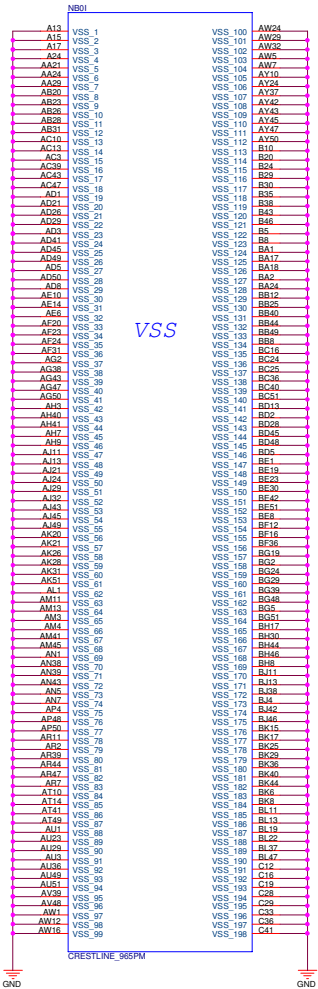 NB0I
A13 VSS_1 VSS_100 AW24
A15 VSS_2 VSS_101 AW29
A17 VSS_3 VSS_102 AW32
A24 VSS_4 VSS_103 AW5
AA21 VSS_5 VSS_104 AW7
AA24 VSS_6 VSS_105 AY10
AA29 VSS_7 VSS_106 AY24
AB20 VSS_8 VSS_107 AY37
AB23 VSS_9 VSS_108 AY42
AB26 VSS_10 VSS_109 AY43
AB28 VSS_11 VSS_110 AY45
AB31 VSS_12 VSS_111 AY47
AC10 VSS_13 VSS_112 AY50
AC13 VSS_14 VSS_113 B10
AC3 VSS_15 VSS_114 B20
AC39 VSS_16 VSS_115 B24
AC43 VSS_17 VSS_116 B29
AC47 VSS_18 VSS_117 B30
AD1 VSS_19 VSS_118 B35
AD21 VSS_20 VSS_119 B38
AD26 VSS_21 VSS_120 B43
AD29 VSS_22 VSS_121 B46
AD3 VSS_23 VSS_122 B5
AD41 VSS_24 VSS_123 B8
AD45 VSS_25 VSS_124 BA1
AD49 VSS_26 VSS_125 BA17
AD5 VSS_27 VSS_126 BA18
AD50 VSS_28 VSS_127 BA2
AD8 VSS_29 VSS_128 BA24
AE10 VSS_30 VSS_129 BB12
AE14 VSS_31 VSS_130 BB25
AE6 VSS_32 VSS_131 BB40
AF20 VSS_33 VSS_132 BB44
AF23 VSS_34 VSS_133 BB49
VSS
AF24 VSS_35 VSS_134 BB8
AF31 VSS_36 VSS_135 BC16
AG2 VSS_37 VSS_136 BC24
AG38 VSS_38 VSS_137 BC25
AG43 VSS_39 VSS_138 BC36
AG47 VSS_40 VSS_139 BC40
AG50 VSS_41 VSS_140 BC51
AH3 VSS_42 VSS_141 BD13
AH40 VSS_43 VSS_142 BD2
AH41 VSS_44 VSS_143 BD28
AH7 VSS_45 VSS_144 BD45
AH9 VSS_46 VSS_145 BD48
AJ11 VSS_47 VSS_146 BD5
AJ13 VSS_48 VSS_147 BE1
AJ21 VSS_49 VSS_148 BE19
AJ24 VSS_50 VSS_149 BE23
AJ29 VSS_51 VSS_150 BE30
AJ32 VSS_52 VSS_151 BE42
AJ43 VSS_53 VSS_152 BE51
AJ45 VSS_54 VSS_153 BE8
AJ49 VSS_55 VSS_154 BF12
AK20 VSS_56 VSS_155 BF16
AK21 VSS_57 VSS_156 BF36
AK26 VSS_58 VSS_157 BG19
AK28 VSS_59 VSS_158 BG2
AK31 VSS_60 VSS_159 BG24
AK51 VSS_61 VSS_160 BG29
AL1 VSS_62 VSS_161 BG39
AM11 VSS_63 VSS_162 BG48
AM13 VSS_64 VSS_163 BG5
AM3 VSS_65 VSS_164 BG51
AM4 VSS_66 VSS_165 BH17
AM41 VSS_67 VSS_166 BH30
AM45 VSS_68 VSS_167 BH44
AN1 VSS_69 VSS_168 BH46
AN38 VSS_70 VSS_169 BH8
AN39 VSS_71 VSS_170 BJ11
AN43 VSS_72 VSS_171 BJ13
AN5 VSS_73 VSS_172 BJ38
AN7 VSS_74 VSS_173 BJ4
AP4 VSS_75 VSS_174 BJ42
AP48 VSS_76 VSS_175 BJ46
AP50 VSS_77 VSS_176 BK15
AR11 VSS_78 VSS_177 BK17
AR2 VSS_79 VSS_178 BK25
AR39 VSS_80 VSS_179 BK29
AR44 VSS_81 VSS_180 BK36
AR47 VSS_82 VSS_181 BK40
AR7 VSS_83 VSS_182 BK44
AT10 VSS_84 VSS_183 BK6
AT14 VSS_85 VSS_184 BK8
AT41 VSS_86 VSS_185 BL11
AT49 VSS_87 VSS_186 BL13
AU1 VSS_88 VSS_187 BL19
AU23 VSS_89 VSS_188 BL22
AU29 VSS_90 VSS_189 BL37
AU3 VSS_91 VSS_190 BL47
AU36 VSS_92 VSS_191 C12
AU49 VSS_93 VSS_192 C16
AU51 VSS_94 VSS_193 C19
AV39 VSS_95 VSS_194 C28
AV48 VSS_96 VSS_195 C29
AW1 VSS_97 VSS_196 C33
AW12 VSS_98 VSS_197 C36
AW16 VSS_99 VSS_198 C41
CRESTLINE_965PM
GND GND